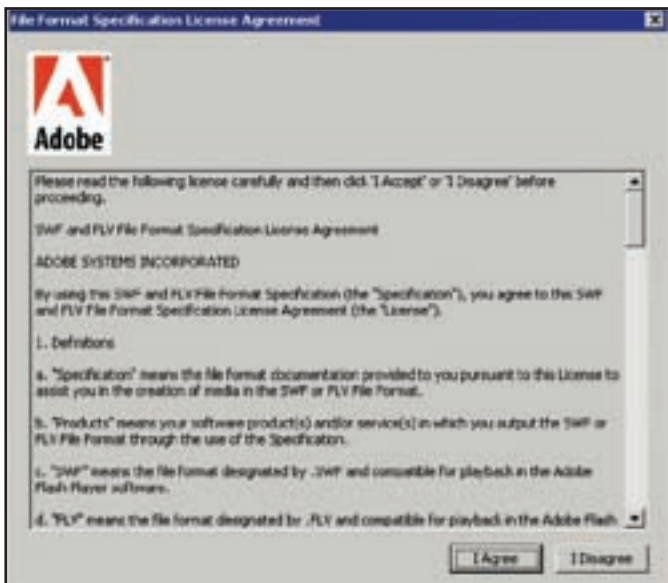 File Format Specification License Agreement
Adobe
Please read the following license carefully and then click 'I Accept' or 'I Disagree' before
proceeding.
SWF and FLV File Format Specification License Agreement
ADOBE SYSTEMS INCORPORATED
By using this SWF and FLV File Format Specification (the "Specification"), you agree to this SWF
and FLV File Format Specification License Agreement (the "License").
1. Definitions
a. "Specification" means the file format documentation provided to you pursuant to this License to
assist you in the creation of media in the SWF or FLV File Format.
b. "Products" means your software product(s) and/or service(s) in which you output the SWF or
FLV File Format through the use of the Specification.
c. "SWF" means the file format designated by .SWF and compatible for playback in the Adobe
Flash Player software.
d. "FLV" means the file format designated by .FLV and compatible for playback in the Adobe Flash
I Agree
I Disagree